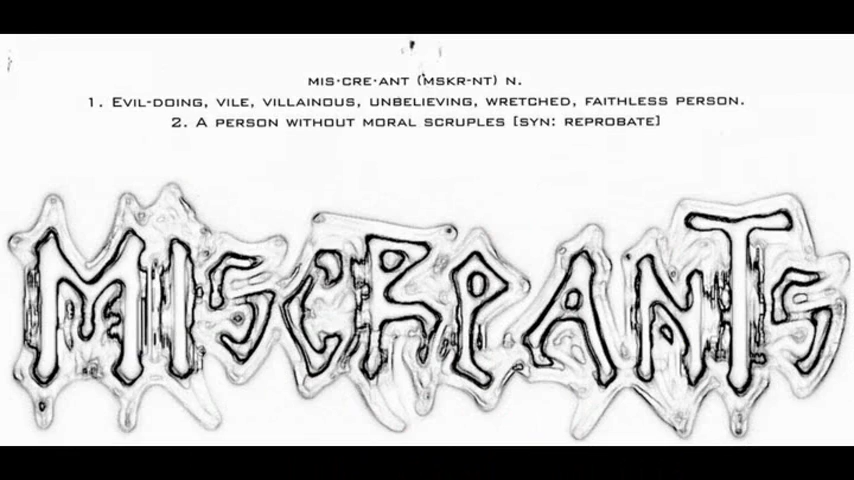 MIS·CRE·ANT (MSKR-NT) N.
1. EVIL-DOING, VILE, VILLAINOUS, UNBELIEVING, WRETCHED, FAITHLESS PERSON.
2. A PERSON WITHOUT MORAL SCRUPLES [SYN: REPROBATE]
MISCREANTS